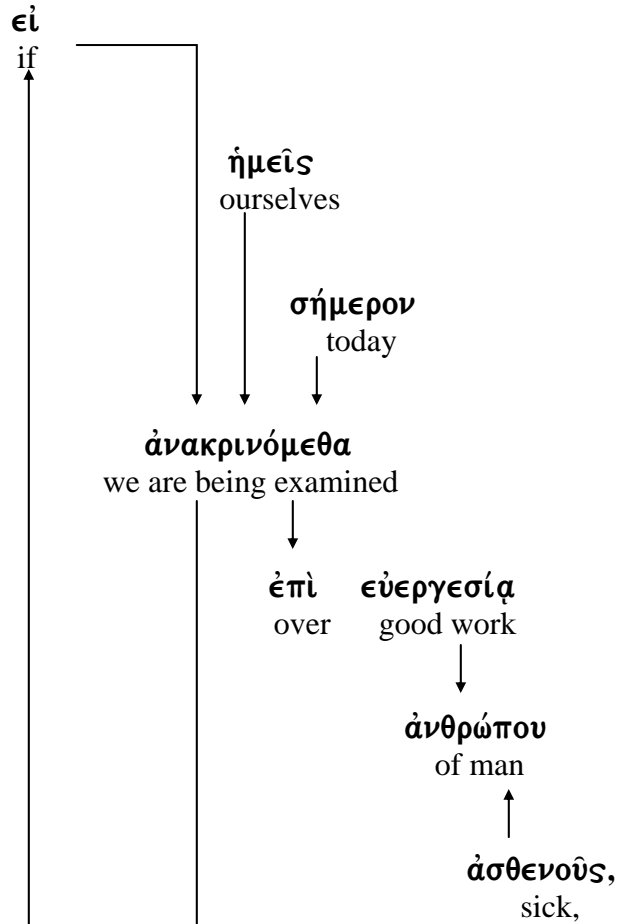 εἰ
if
ἡμεῖς
ourselves
σήμερον
today
ἀνακρινόμεθα
we are being examined
ἐπὶ εὐεργεσίᾳ
over good work
ἀνθρώπου
of man
ἀσθενοῦς,
sick,